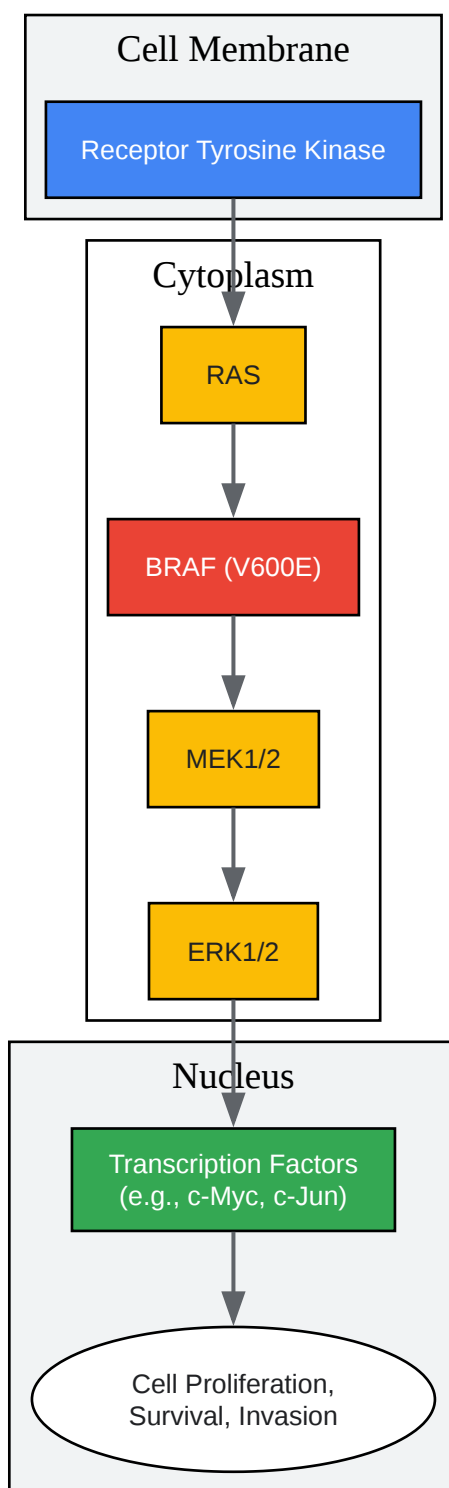 Cell Membrane
Receptor Tyrosine Kinase
Cytoplasm
RAS
BRAF (V600E)
MEK1/2
ERK1/2
Nucleus
Transcription Factors
(e.g., c-Myc, c-Jun)
Cell Proliferation,
Survival, Invasion